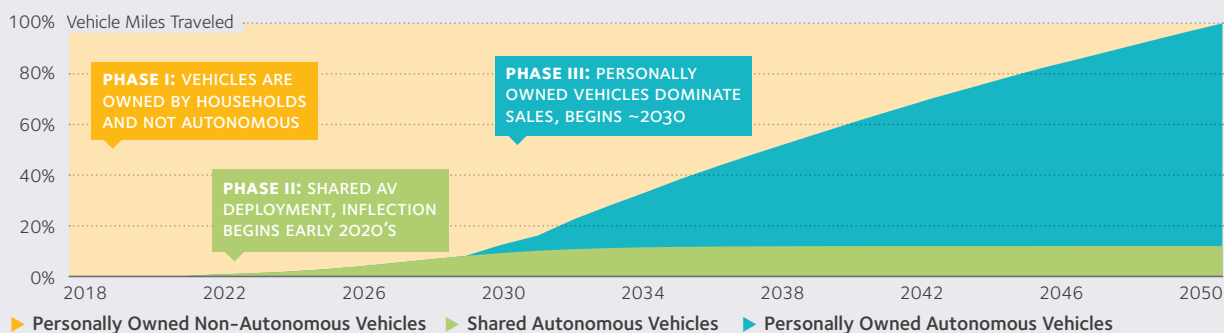 100% Vehicle Miles Traveled
80%
60%
40%
20%
0%
PHASE I: VEHICLES ARE
OWNED BY HOUSEHOLDS
AND NOT AUTONOMOUS
PHASE II: SHARED AV
DEPLOYMENT, INFLECTION
BEGINS EARLY 2020'S
PHASE III: PERSONALLY
OWNED VEHICLES DOMINATE
SALES, BEGINS ~2030
2018 2022 2026 2030 2034 2038 2042 2046 2050
Personally Owned Non-Autonomous Vehicles Shared Autonomous Vehicles Personally Owned Autonomous Vehicles